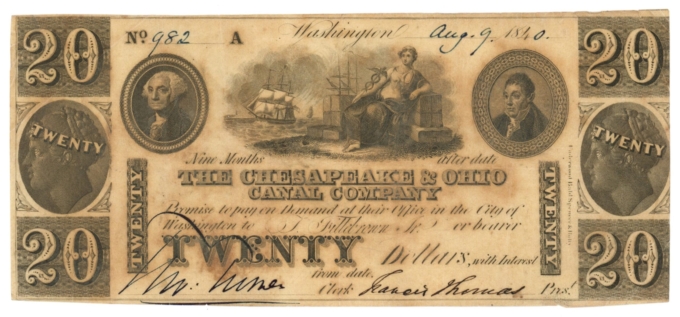 20 20
No 982 A Washington Aug. 9. 1840.
TWENTY TWENTY
Nine Months after date
THE CHESAPEAKE & OHIO
CANAL COMPANY
Promise to pay on Demand at their Office in the City of
Washington to or bearer
TWENTY Dollars, with Interest
from date.
Clerk Francis Thomas Prest.
TWENTY TWENTY
20 20